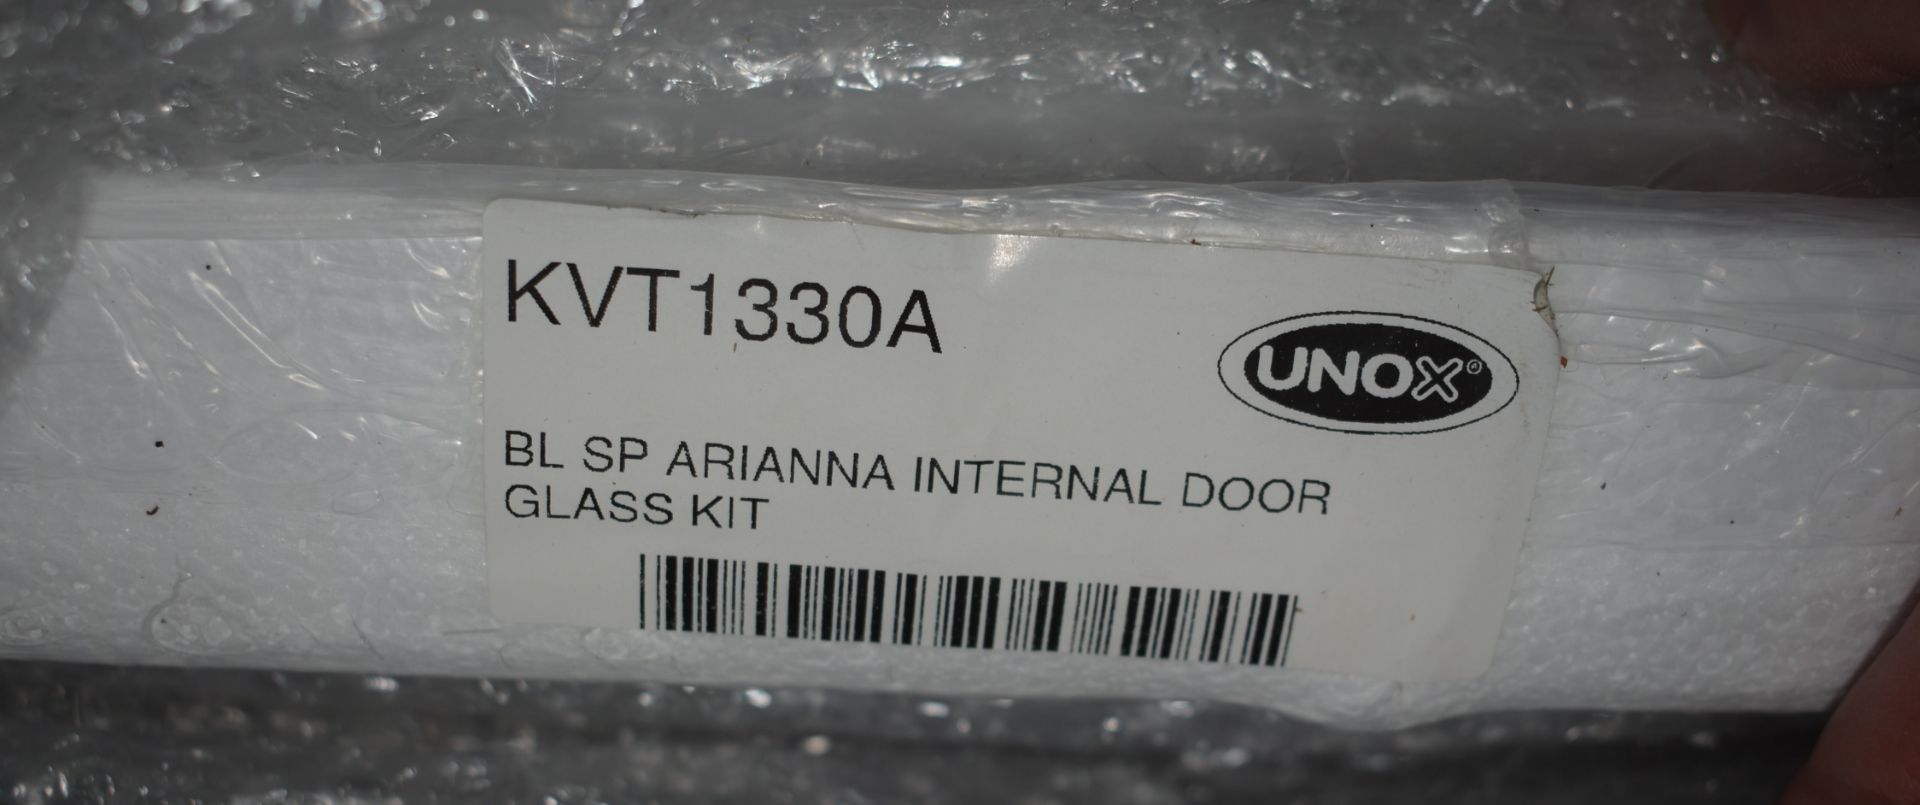 KVT1330A
UNOX®
BL SP ARIANNA INTERNAL DOOR
GLASS KIT